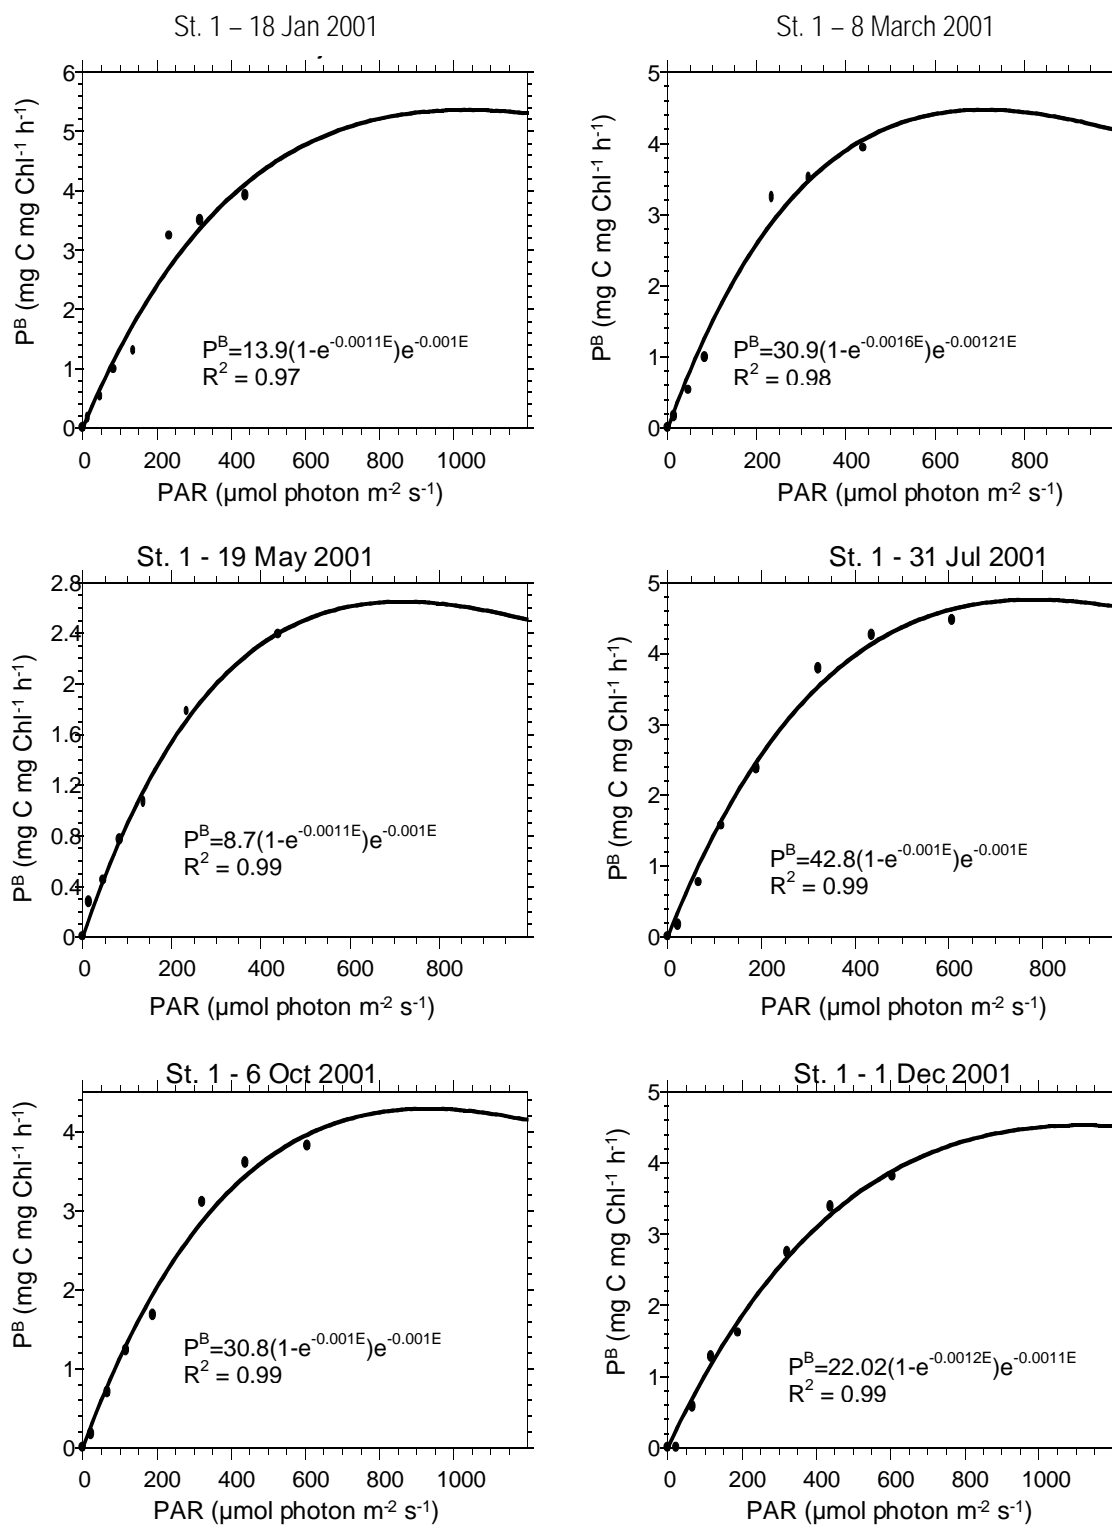 St. 1 – 18 Jan 2001
6
5
4
3
2
1
0
P^B (mg C mg Chl^-1 h^-1)
P^B=13.9(1-e^-0.0011E)e^-0.001E
R^2 = 0.97
0 200 400 600 800 1000
PAR (µmol photon m^-2 s^-1)
St. 1 – 8 March 2001
5
4
3
2
1
0
P^B (mg C mg Chl^-1 h^-1)
P^B=30.9(1-e^-0.0016E)e^-0.00121E
R^2 = 0.98
0 200 400 600 800
PAR (µmol photon m^-2 s^-1)
St. 1 - 19 May 2001
2.8
2.4
2
1.6
1.2
0.8
0.4
0
P^B (mg C mg Chl^-1 h^-1)
P^B=8.7(1-e^-0.0011E)e^-0.001E
R^2 = 0.99
0 200 400 600 800
PAR (µmol photon m^-2 s^-1)
St. 1 - 31 Jul 2001
5
4
3
2
1
0
P^B (mg C mg Chl^-1 h^-1)
P^B=42.8(1-e^-0.001E)e^-0.001E
R^2 = 0.99
0 200 400 600 800
PAR (µmol photon m^-2 s^-1)
St. 1 - 6 Oct 2001
4
3
2
1
0
P^B (mg C mg Chl^-1 h^-1)
P^B=30.8(1-e^-0.001E)e^-0.001E
R^2 = 0.99
0 200 400 600 800 1000
PAR (µmol photon m^-2 s^-1)
St. 1 - 1 Dec 2001
5
4
3
2
1
0
P^B (mg C mg Chl^-1 h^-1)
P^B=22.02(1-e^-0.0012E)e^-0.0011E
R^2 = 0.99
0 200 400 600 800 1000
PAR (µmol photon m^-2 s^-1)